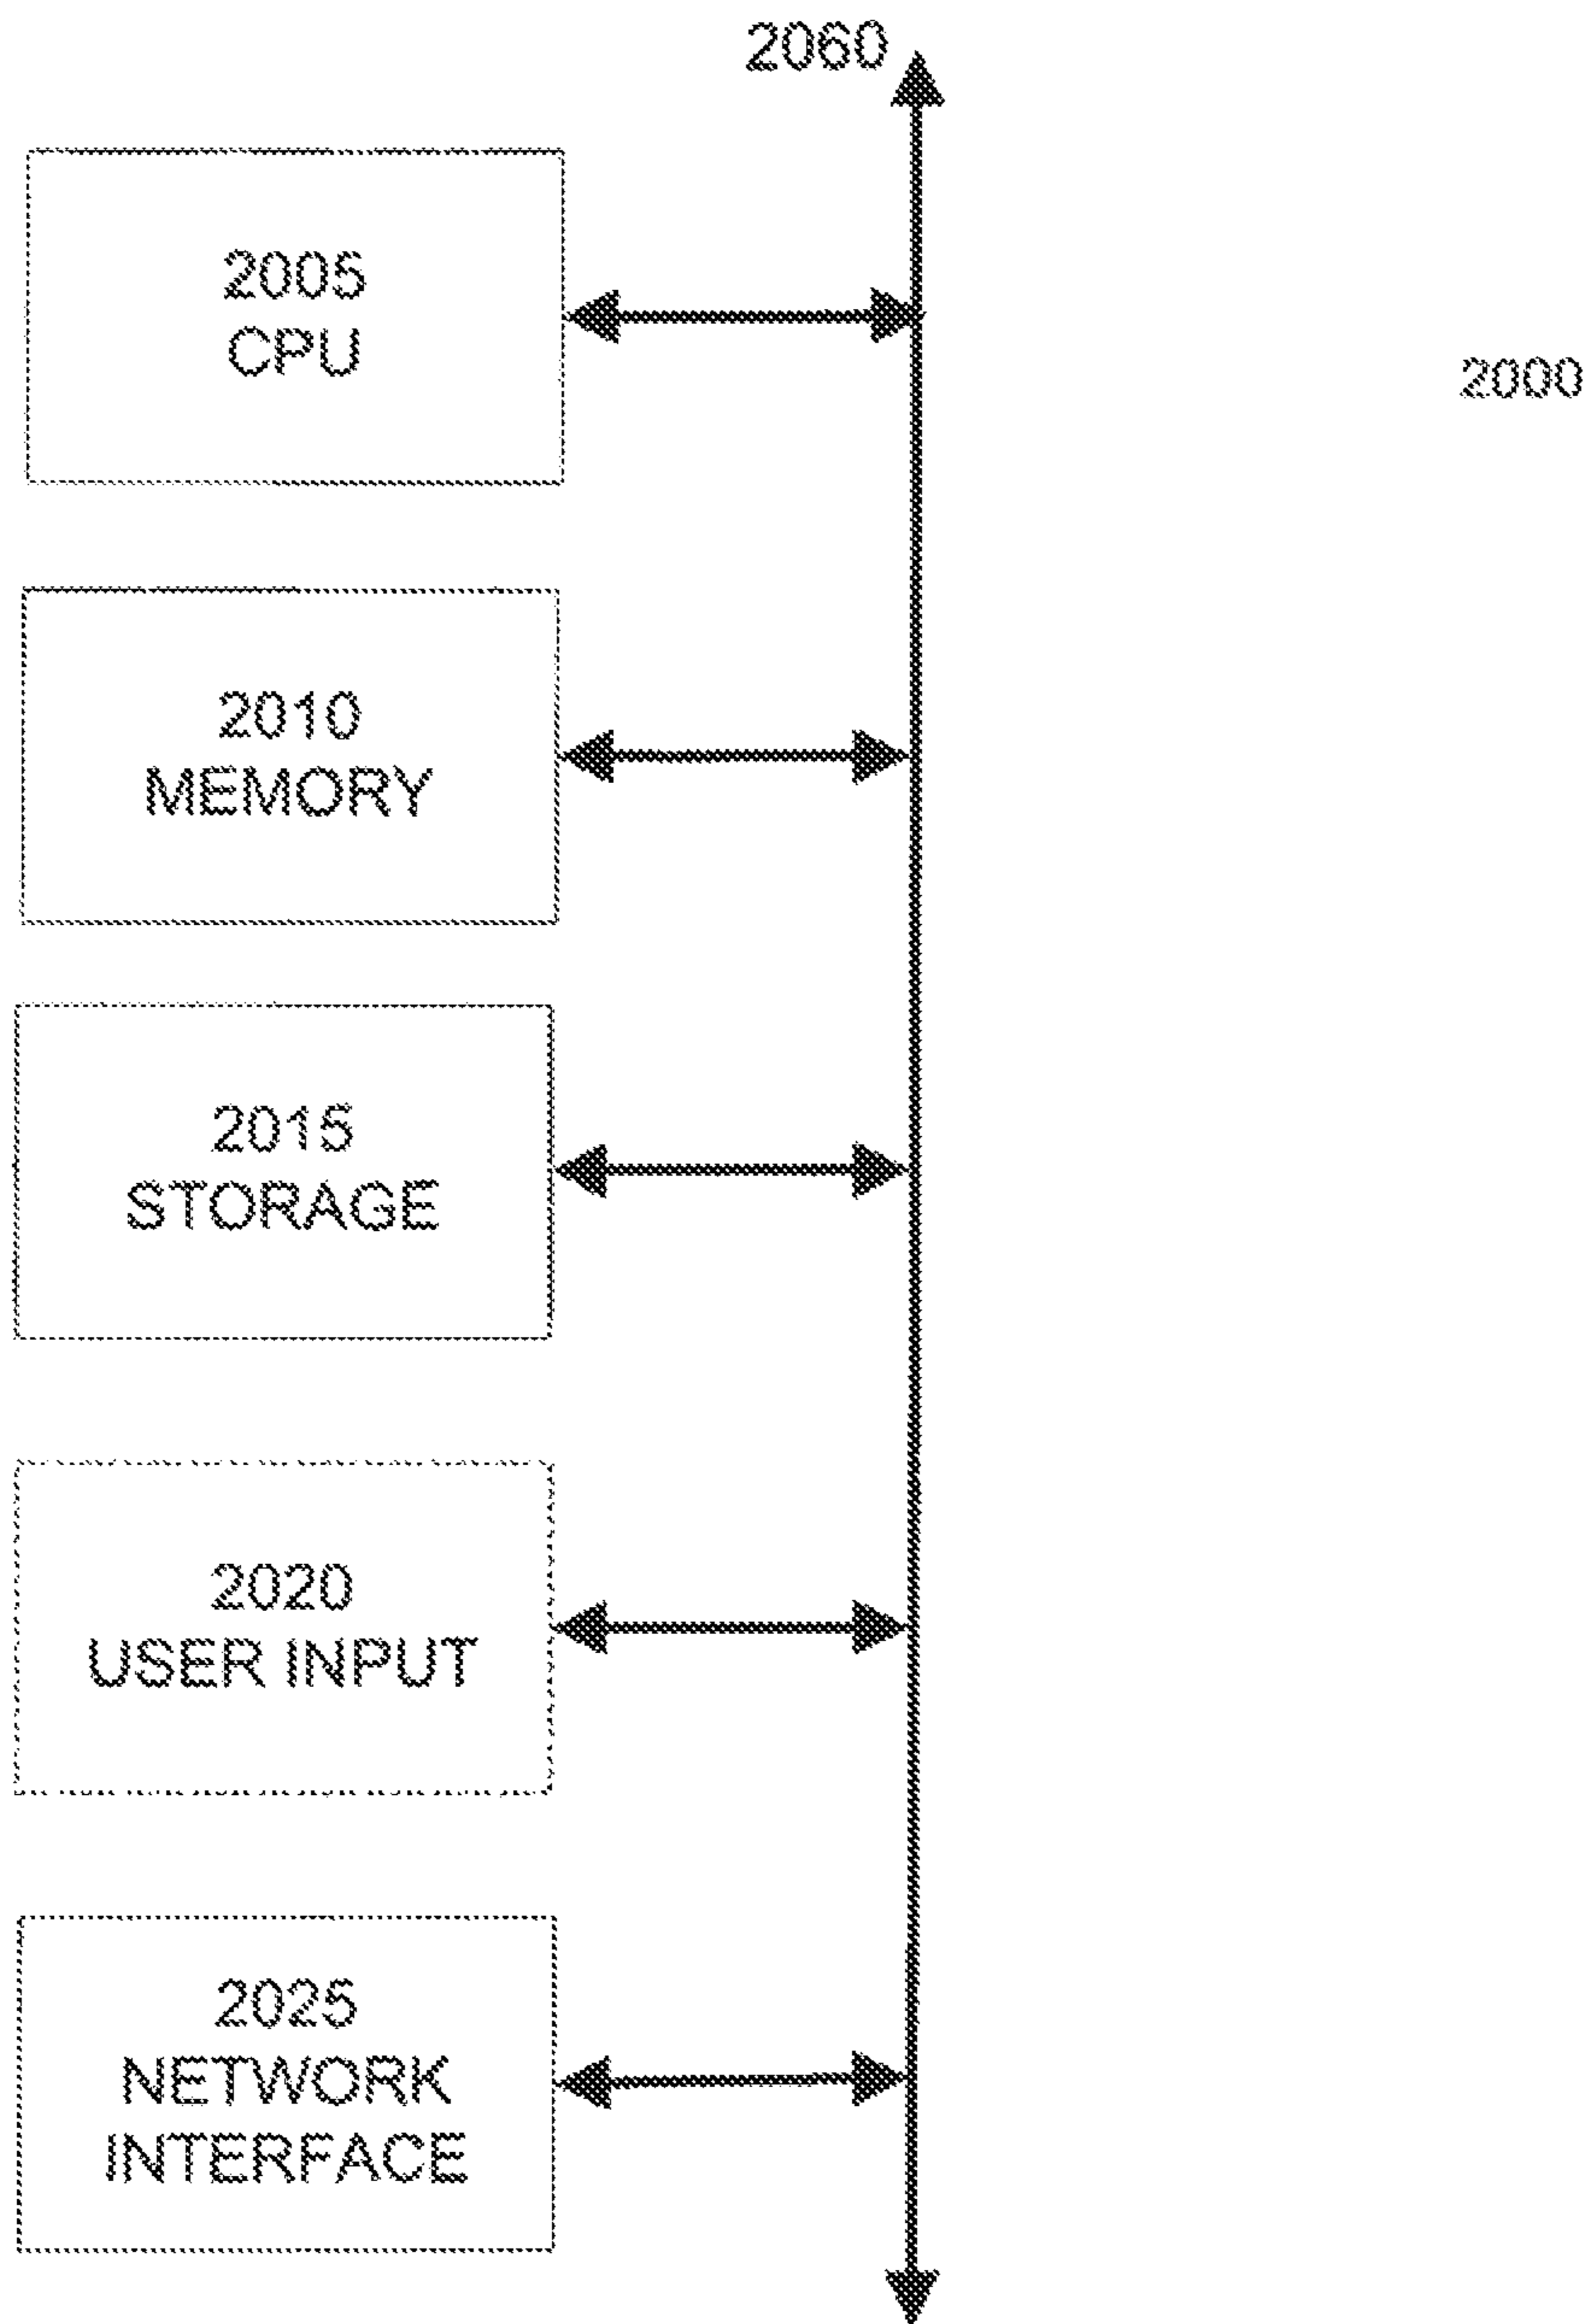 2060
2005
CPU
2000
2010
MEMORY
2015
STORAGE
2020
USER INPUT
2025
NETWORK
INTERFACE